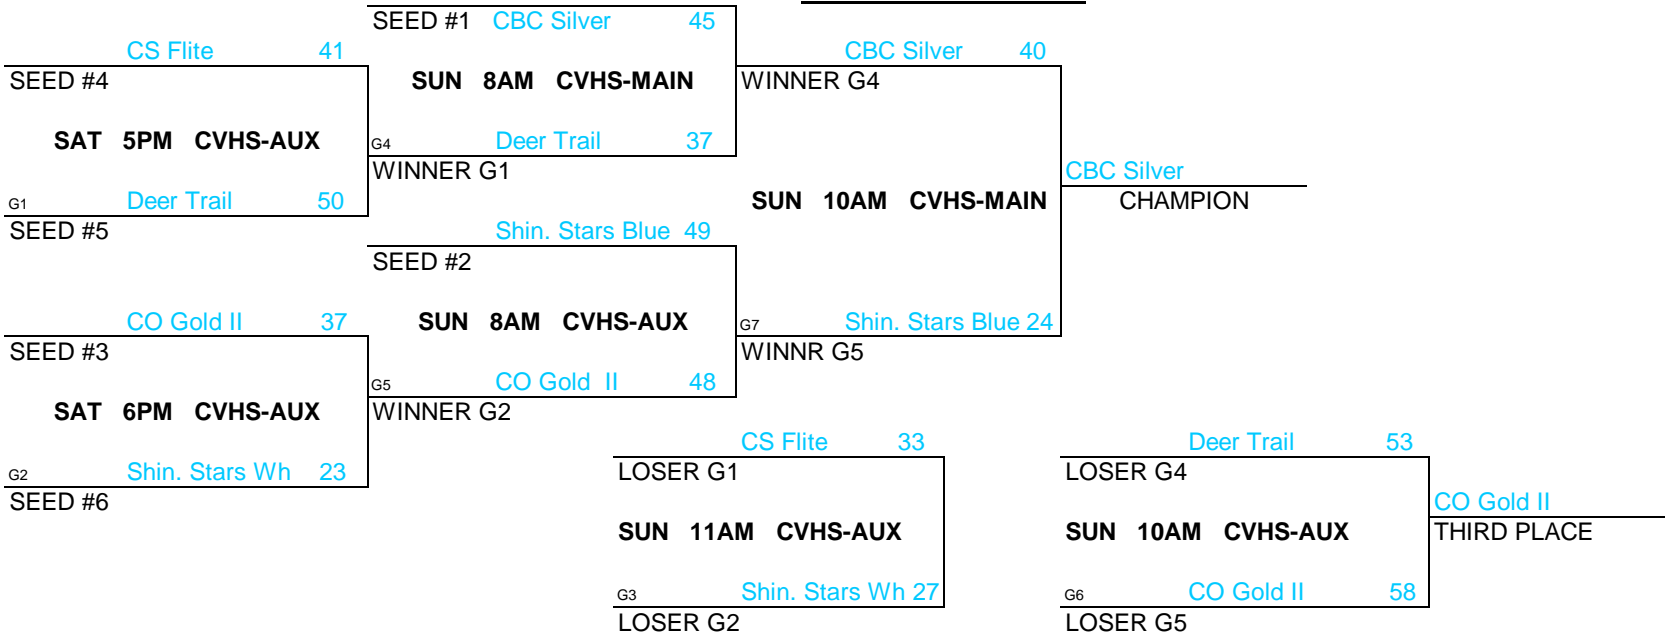 SEED #1 CBC Silver 45
CS Flite 41
CBC Silver 40
SEED #4
SUN 8AM CVHS-MAIN
WINNER G4
SAT 5PM CVHS-AUX
G4 Deer Trail 37
WINNER G1
CBC Silver
G1 Deer Trail 50
SUN 10AM CVHS-MAIN
CHAMPION
SEED #5
Shin. Stars Blue 49
SEED #2
CO Gold II 37
SUN 8AM CVHS-AUX
G7 Shin. Stars Blue 24
SEED #3
WINNR G5
G5 CO Gold II 48
SAT 6PM CVHS-AUX
WINNER G2
CS Flite 33
Deer Trail 53
G2 Shin. Stars Wh 23
LOSER G1
LOSER G4
SEED #6
CO Gold II
SUN 11AM CVHS-AUX
SUN 10AM CVHS-AUX
THIRD PLACE
G3 Shin. Stars Wh 27
G6 CO Gold II 58
LOSER G2
LOSER G5